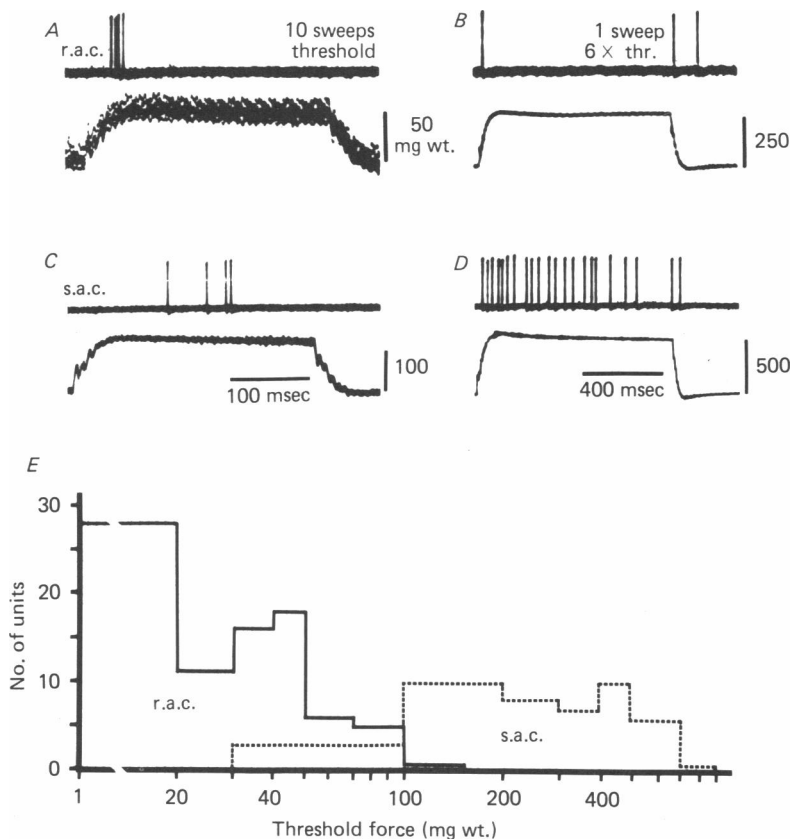 A
r.a.c.
10 sweeps
threshold
50
mg wt.
B
1 sweep
6 × thr.
250
C
s.a.c.
100 msec
100
D
400 msec
500
E
No. of units
30
20
10
0
r.a.c.
s.a.c.
1 20 40 100 200 400
Threshold force (mg wt.)